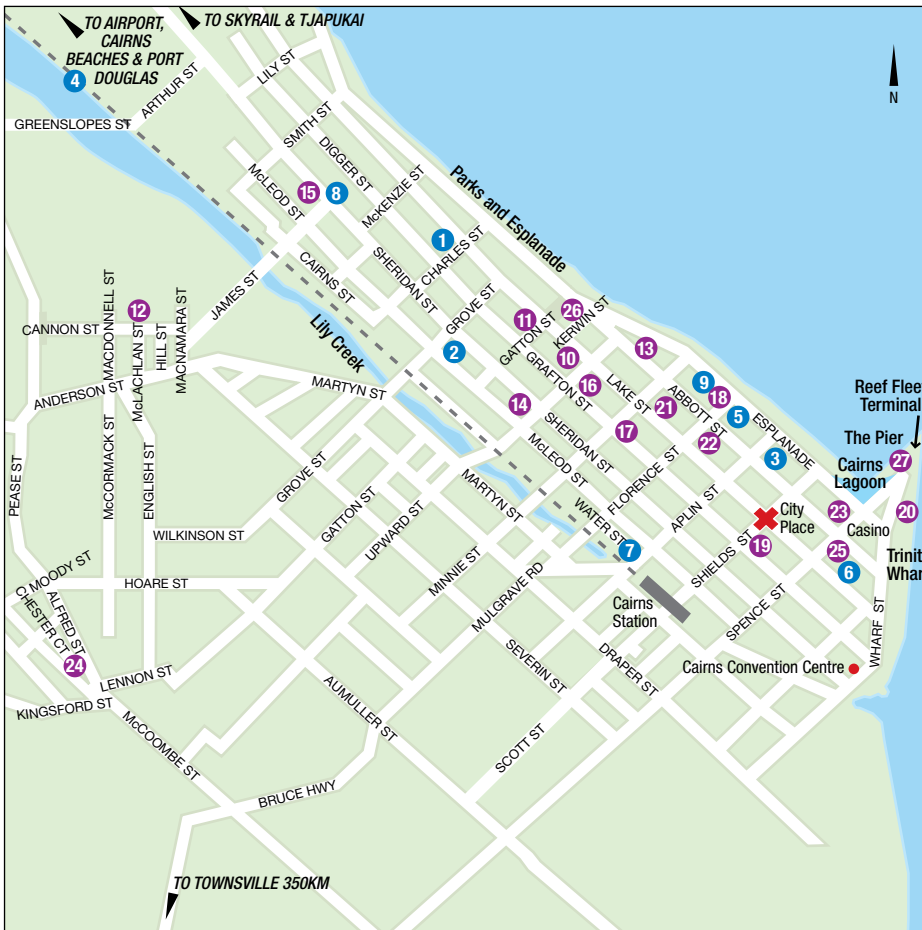 TO AIRPORT,
CAIRNS
BEACHES & PORT
DOUGLAS
TO SKYRAIL & TJAPUKAI
4
N
LILY ST
ARTHUR ST
GREENSLOPES ST
SMITH ST
DIGGER ST
McLEOD ST
15
8
McKENZIE ST
Parks and Esplanade
1
CHARLES ST
SHERIDAN ST
CAIRNS ST
JAMES ST
GROVE ST
12
CANNON ST
MACDONNELL ST
McLACHLAN ST
HILL ST
MACNAMARA ST
Lily Creek
11
GATTON ST
26
KERWIN ST
2
10
GRAFTON ST
13
16
LAKE ST
9
18
ABBOTT ST
21
5
ESPLANADE
Reef Flee
Terminal
ANDERSON ST
MARTYN ST
14
SHERIDAN ST
17
22
The Pier
27
3
Cairns
Lagoon
McLEOD ST
FLORENCE ST
PEASE ST
McCORMACK ST
ENGLISH ST
GROVE ST
GATTON ST
UPWARD ST
MARTYN ST
WATER ST
APLIN ST
City
Place
23
20
Casino
WILKINSON ST
7
SHIELDS ST
19
25
Trinit
Whar
6
MOODY ST
HOARE ST
MINNIE ST
MULGRAVE RD
SPENCE ST
Cairns
Station
WHARF ST
ALFRED ST
CHESTER CT
24
LENNON ST
SEVERIN ST
DRAPER ST
Cairns Convention Centre
KINGSFORD ST
AUMULLER ST
McCOOMBE ST
SCOTT ST
BRUCE HWY
TO TOWNSVILLE 350KM